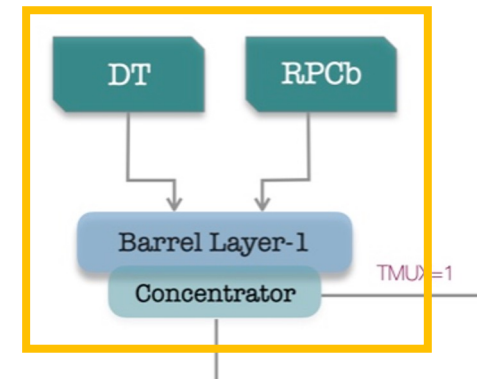 DT
RPCb
Barrel Layer-1
TMUX=1
Concentrator